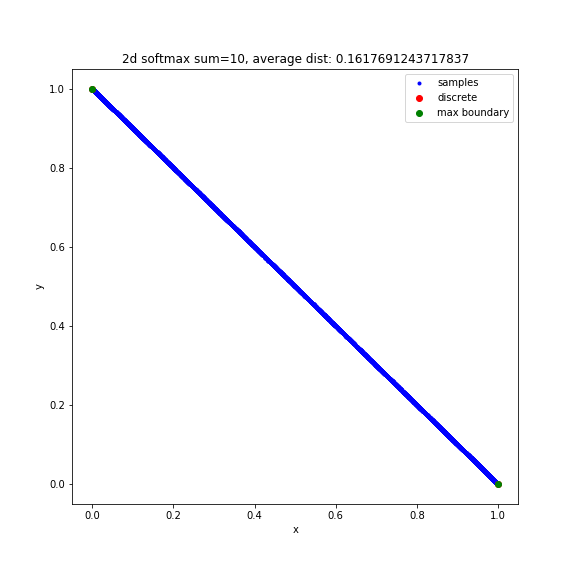 2d softmax sum=10, average dist: 0.1617691243717837
samples
discrete
max boundary
1.0
0.8
0.6
0.4
0.2
0.0
y
0.0 0.2 0.4 0.6 0.8 1.0
x